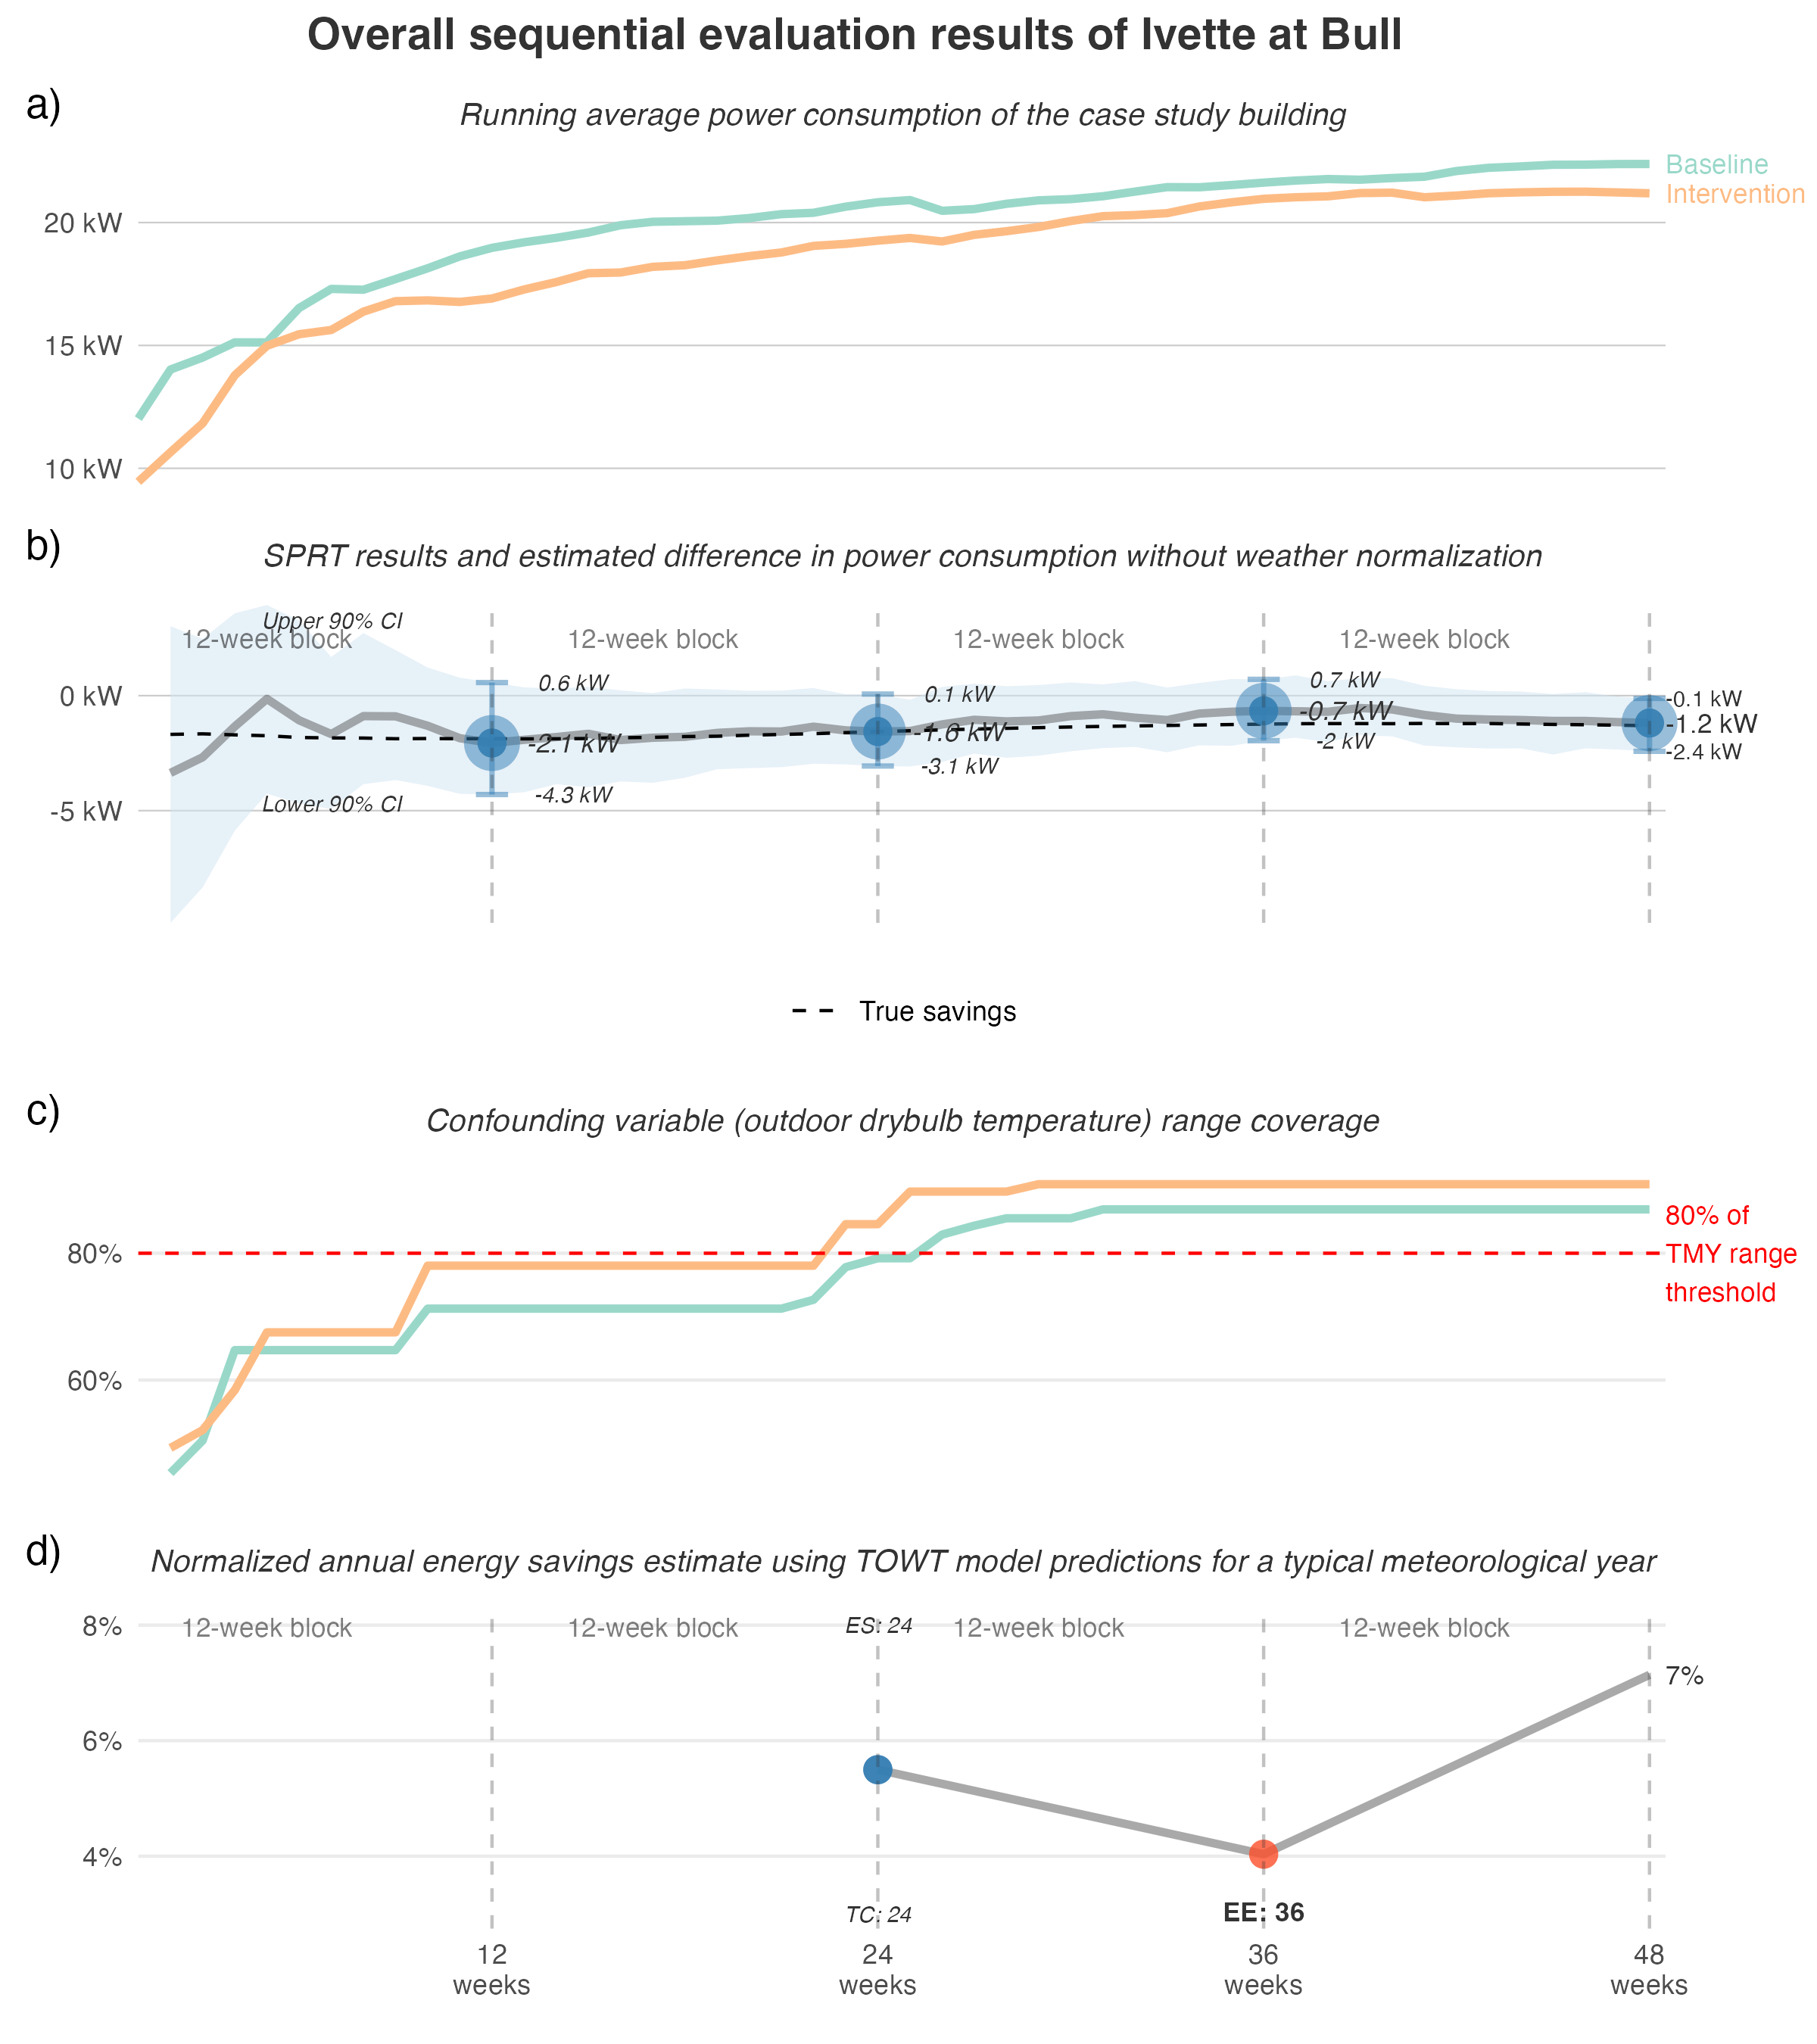 Overall sequential evaluation results of Ivette at Bull
a)
Running average power consumption of the case study building
Baseline
Intervention
20 kW
15 kW
10 kW
b)
SPRT results and estimated difference in power consumption without weather normalization
Upper 90% CI
12-week block 12-week block 12-week block 12-week block
0.6 kW 0.1 kW 0.7 kW -0.1 kW
0 kW
-2.1 kW -1.6 kW -0.7 kW -1.2 kW
-4.3 kW -3.1 kW -2 kW -2.4 kW
Lower 90% CI
-5 kW
True savings
c)
Confounding variable (outdoor drybulb temperature) range coverage
80% of
TMY range
threshold
80%
60%
d)
Normalized annual energy savings estimate using TOWT model predictions for a typical meteorological year
8%
12-week block 12-week block ES: 24 12-week block 12-week block
7%
6%
4%
TC: 24 EE: 36
12 24 36 48
weeks weeks weeks weeks